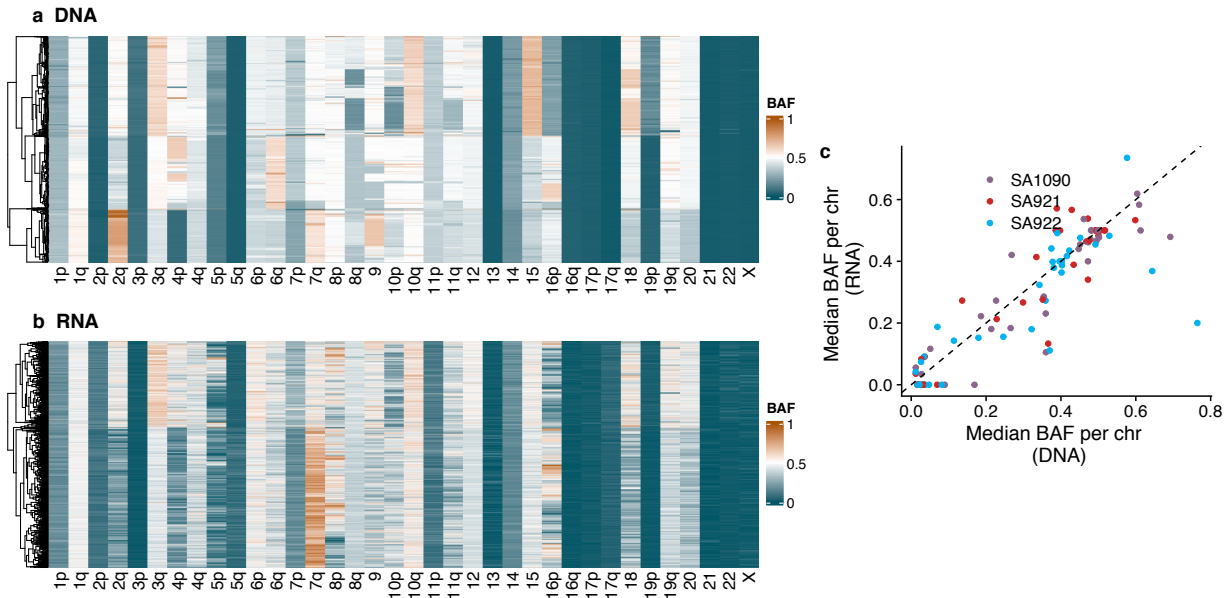 a DNA
BAF
1
0.5
0
1p 1q 2p 2q 3p 3q 4p 4q 5p 5q 6p 6q 7p 7q 8p 8q 9 10p 10q 11p 11q 12 13 14 15 16p 16q 17p 17q 18 19p 19q 20 21 22 X
b RNA
BAF
1
0.5
0
1p 1q 2p 2q 3p 3q 4p 4q 5p 5q 6p 6q 7p 7q 8p 8q 9 10p 10q 11p 11q 12 13 14 15 16p 16q 17p 17q 18 19p 19q 20 21 22 X
c
SA1090
SA921
SA922
Median BAF per chr
(RNA)
0.6
0.4
0.2
0.0
0.0 0.2 0.4 0.6 0.8
Median BAF per chr
(DNA)